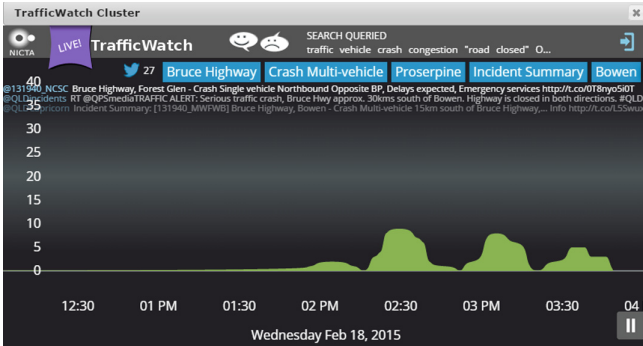 TrafficWatch Cluster
NICTA
LIVE!
TrafficWatch
SEARCH QUERIED
traffic vehicle crash congestion "road closed" O...
27
Bruce Highway
Crash Multi-vehicle
Proserpine
Incident Summary
Bowen
@131940_NCSC Bruce Highway, Forest Glen - Crash Single vehicle Northbound Opposite BP, Delays expected, Emergency services http://t.co/0T8nyo5i0T
RT @QPSmediaTRAFFIC ALERT: Serious traffic crash, Bruce Hwy approx. 30kms south of Bowen. Highway is closed in both directions. #QLD
Incident Summary: [131940_MWFWB] Bruce Highway, Bowen - Crash Multi-vehicle 15km south of Bruce Highway,... Info http://t.co/L5Swux
40
35
30
25
20
15
10
5
0
12:30
01 PM
01:30
02 PM
02:30
03 PM
03:30
04
Wednesday Feb 18, 2015